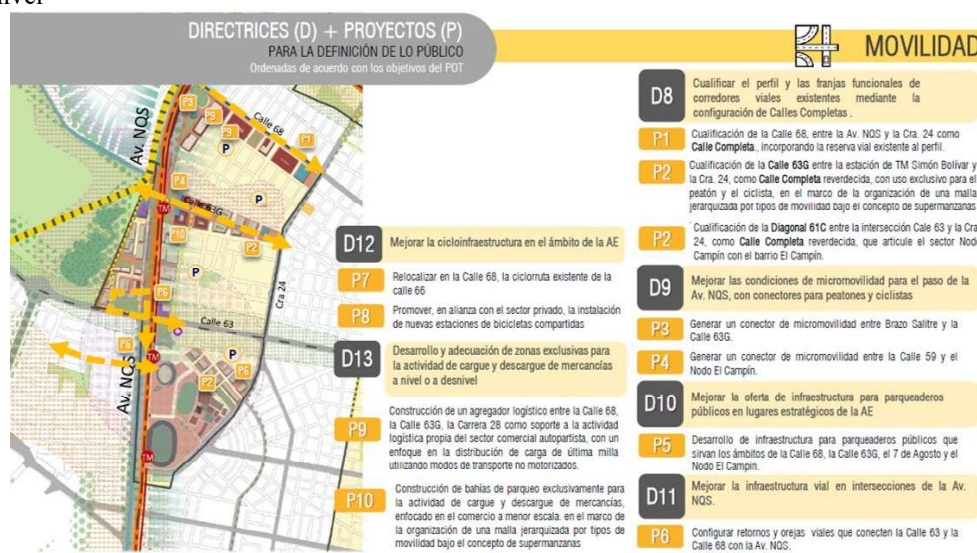 nivel
DIRECTRICES (D) + PROYECTOS (P)
PARA LA DEFINICIÓN DE LO PÚBLICO
Ordenadas de acuerdo con los objetivos del POT
MOVILIDAD
Av. NQS
P3
P9
P9
Calle 68
P1
P
P4
TM
Calle 63G
P
P10
P2
P
Cra 24
P6
TM
Calle 63
P5
TM
P
P2
P6
Av. NQS
TM
D12
Mejorar la cicloinfraestructura en el ámbito de la AE
P7
Relocalizar en la Calle 68, la ciclorruta existente de la
calle 66
P8
Promover, en alianza con el sector privado, la instalación
de nuevas estaciones de bicicletas compartidas
D13
Desarrollo y adecuación de zonas exclusivas para
la actividad de cargue y descargue de mercancías
a nivel o a desnivel
P9
Construcción de un agregador logístico entre la Calle 68,
la Calle 63G, la Carrera 28 como soporte a la actividad
logística propia del sector comercial autopartista, con un
enfoque en la distribución de carga de última milla
utilizando modos de transporte no motorizados.
P10
Construcción de bahías de parqueo exclusivamente para
la actividad de cargue y descargue de mercancías,
enfocado en el comercio a menor escala. en el marco de
la organización de una malla jerarquizada por tipos de
movilidad bajo el concepto de supermanzanas
D8
Cualificar el perfil y las franjas funcionales de
corredores viales existentes mediante la
configuración de Calles Completas .
P1
Cualificación de la Calle 68, entre la Av. NQS y la Cra. 24 como
Calle Completa., incorporando la reserva vial existente al perfil.
P2
Cualificación de la Calle 63G entre la estación de TM Simón Bolívar y
la Cra. 24, como Calle Completa reverdecida, con uso exclusivo para el
peatón y el ciclista, en el marco de la organización de una malla
jerarquizada por tipos de movilidad bajo el concepto de supermanzanas
P2
Cualificación de la Diagonal 61C entre la intersección Cale 63 y la Cra
24, como Calle Completa reverdecida, que articule el sector Nodo
Campín con el barrio El Campín.
D9
Mejorar las condiciones de micromovilidad para el paso de la
Av. NQS, con conectores para peatones y ciclistas
P3
Generar un conector de micromovilidad entre Brazo Salitre y la
Calle 63G.
P4
Generar un conector de micromovilidad entre la Calle 59 y el
Nodo El Campín.
D10
Mejorar la oferta de infraestructura para parqueaderos
públicos en lugares estratégicos de la AE
P5
Desarrollo de infraestructura para parqueaderos públicos que
sirvan los ámbitos de la Calle 68, la Calle 63G, el 7 de Agosto y el
Nodo El Campin.
D11
Mejorar la infraestructura vial en intersecciones de la Av.
NQS.
P6
Configurar retornos y orejas viales que conecten la Calle 63 y la
Calle 68 con la Av. NQS.